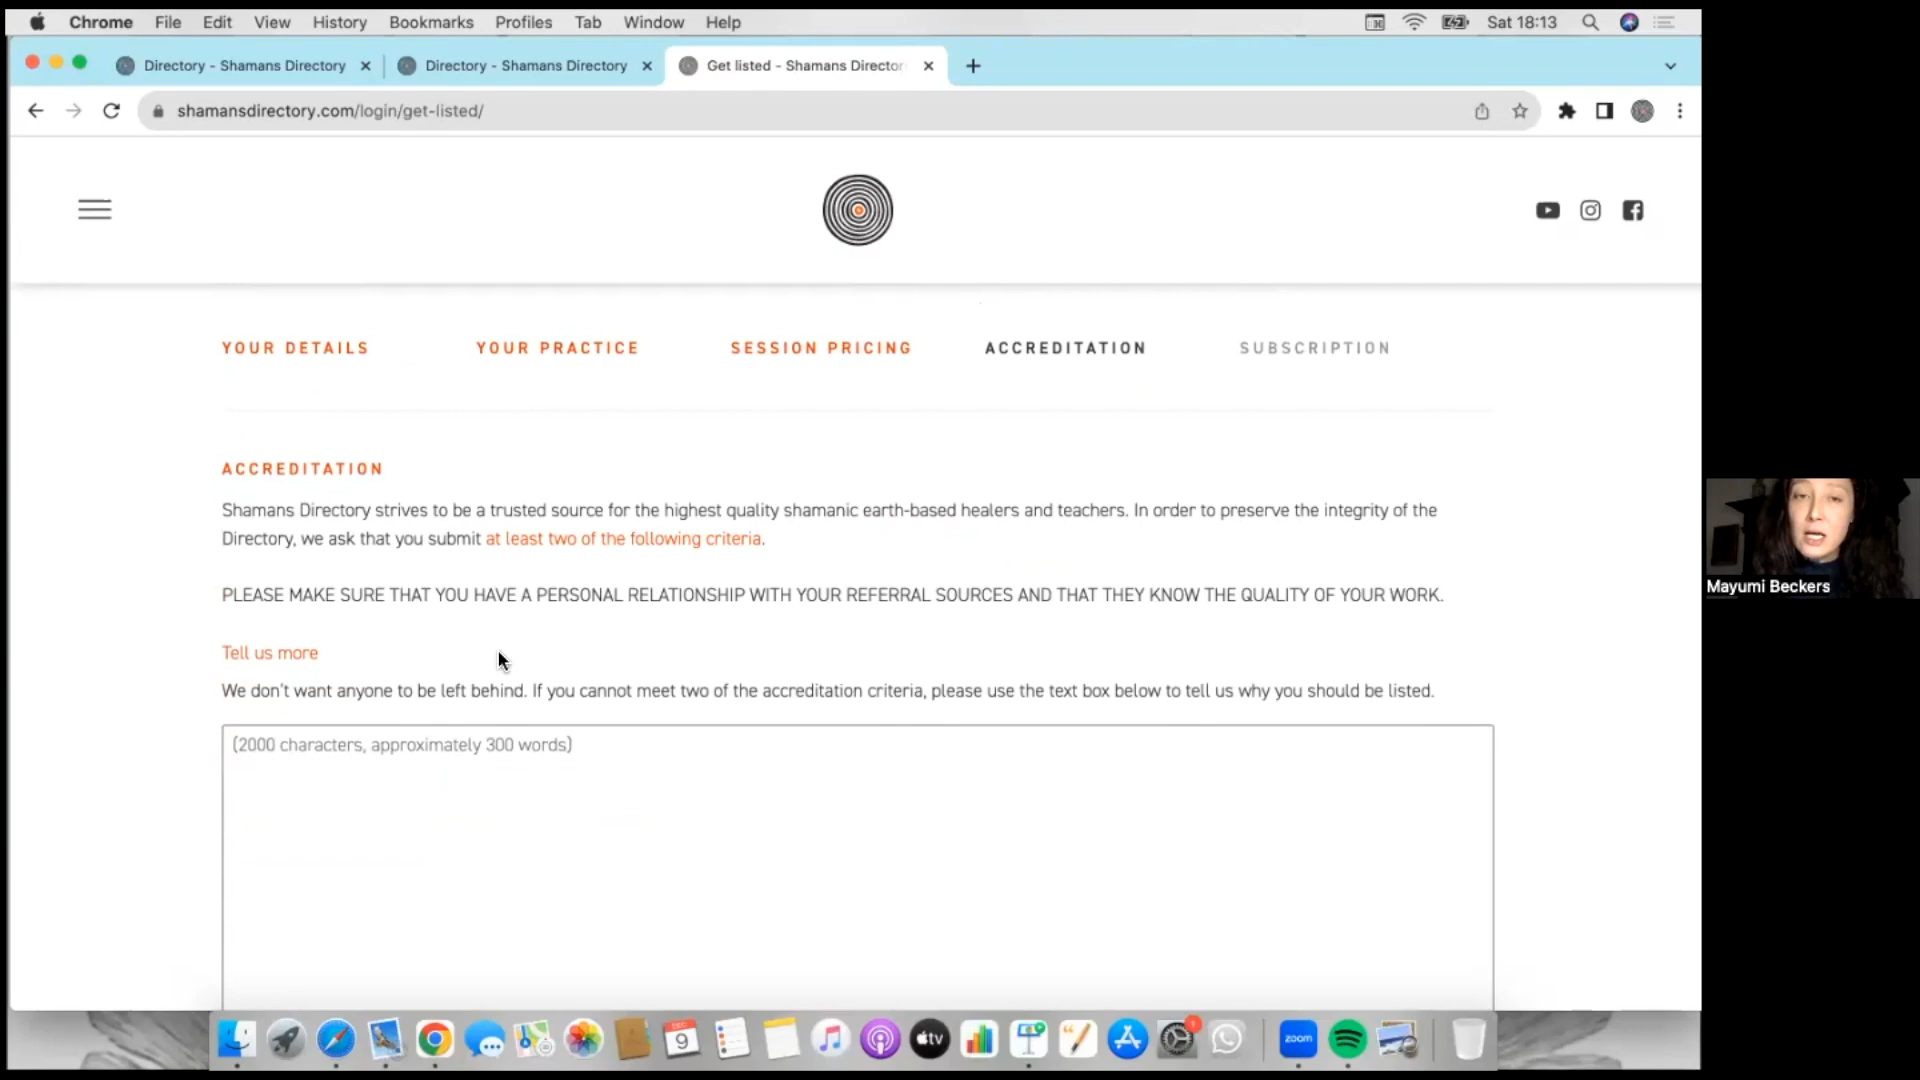 Chrome File Edit View History Bookmarks Profiles Tab Window Help Sat 18:13
Directory - Shamans Directory Directory - Shamans Directory Get listed - Shamans Director
shamansdirectory.com/login/get-listed/
YOUR DETAILS YOUR PRACTICE SESSION PRICING ACCREDITATION SUBSCRIPTION
ACCREDITATION
Shamans Directory strives to be a trusted source for the highest quality shamanic earth-based healers and teachers. In order to preserve the integrity of the
Directory, we ask that you submit at least two of the following criteria.
PLEASE MAKE SURE THAT YOU HAVE A PERSONAL RELATIONSHIP WITH YOUR REFERRAL SOURCES AND THAT THEY KNOW THE QUALITY OF YOUR WORK.
Mayumi Beckers
Tell us more
We don't want anyone to be left behind. If you cannot meet two of the accreditation criteria, please use the text box below to tell us why you should be listed.
(2000 characters, approximately 300 words)
DEC
9
tv
1
zoom